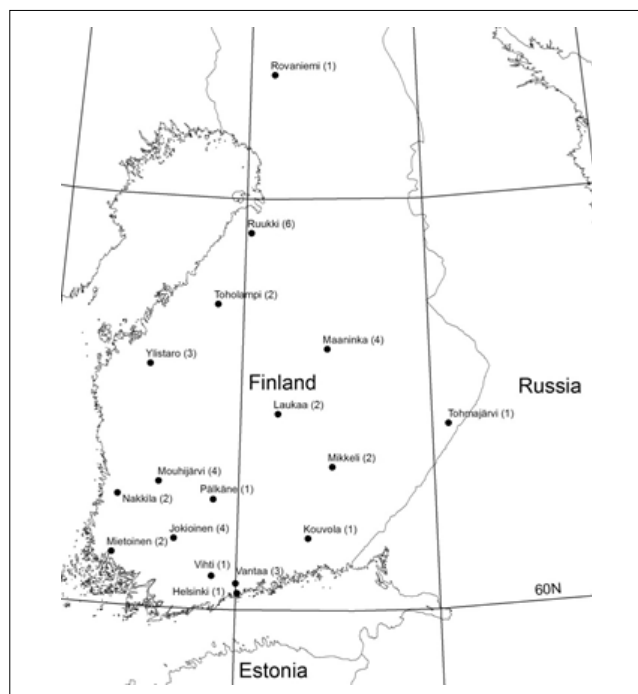 Rovaniemi (1)
Ruukki (6)
Toholampi (2)
Maaninka (4)
Ylistaro (3)
Finland
Russia
Laukaa (2)
Tohmajärvi (1)
Mikkeli (2)
Mouhijärvi (4)
Pälkäne (1)
Nakkila (2)
Jokioinen (4)
Kouvola (1)
Mietoinen (2)
Vihti (1)
Vantaa (3)
Helsinki (1)
60N
Estonia